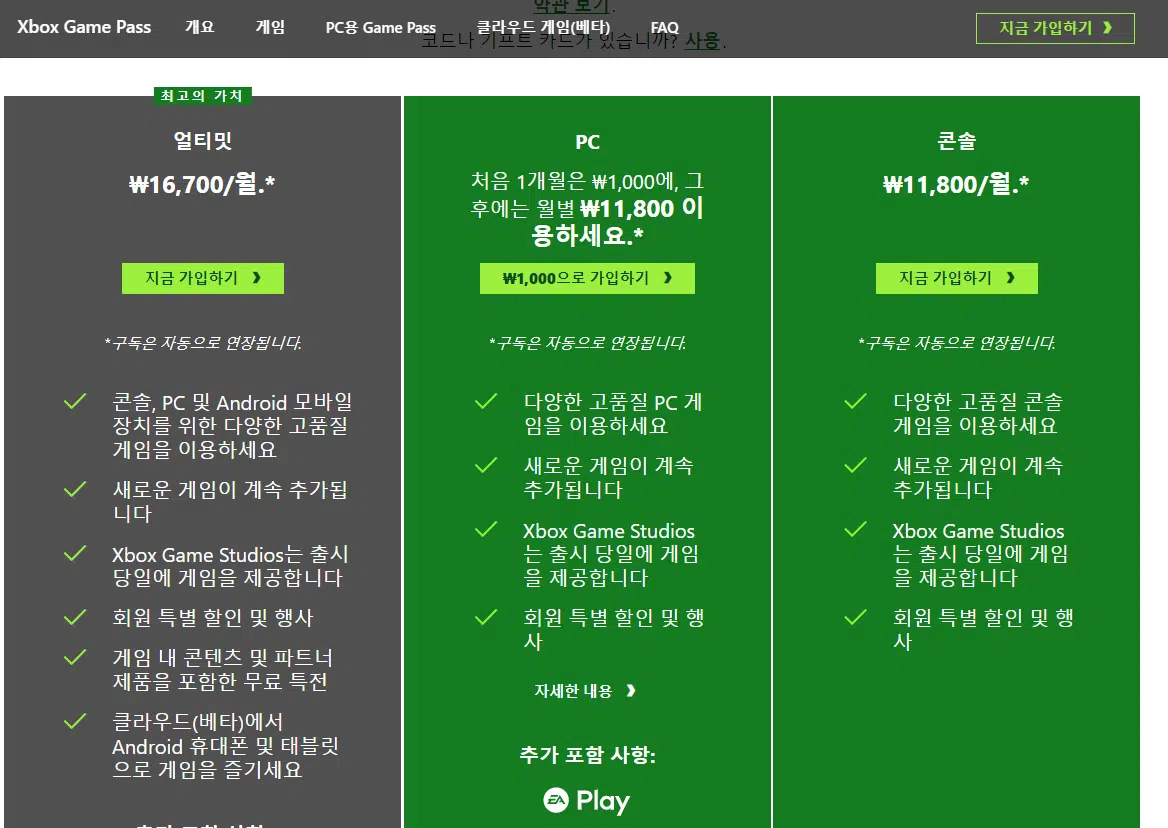 약관 보기.
Xbox Game Pass 개요 게임 PC용 Game Pass 클라우드 게임(베타) FAQ 지금 가입하기 ❯
코드나 기프트 카드가 있습니까? 사용.
최고의 가치
얼티밋
₩16,700/월.*
지금 가입하기 ❯
*구독은 자동으로 연장됩니다.
콘솔, PC 및 Android 모바일
장치를 위한 다양한 고품질
게임을 이용하세요
새로운 게임이 계속 추가됩
니다
Xbox Game Studios는 출시
당일에 게임을 제공합니다
회원 특별 할인 및 행사
게임 내 콘텐츠 및 파트너
제품을 포함한 무료 특전
클라우드(베타)에서
Android 휴대폰 및 태블릿
으로 게임을 즐기세요
PC
처음 1개월은 ₩1,000에, 그
후에는 월별 ₩11,800 이
용하세요.*
₩1,000으로 가입하기 ❯
*구독은 자동으로 연장됩니다.
다양한 고품질 PC 게
임을 이용하세요
새로운 게임이 계속
추가됩니다
Xbox Game Studios
는 출시 당일에 게임
을 제공합니다
회원 특별 할인 및 행
사
자세한 내용 ❯
추가 포함 사항:
EA Play
콘솔
₩11,800/월.*
지금 가입하기 ❯
*구독은 자동으로 연장됩니다.
다양한 고품질 콘솔
게임을 이용하세요
새로운 게임이 계속
추가됩니다
Xbox Game Studios
는 출시 당일에 게임
을 제공합니다
회원 특별 할인 및 행
사